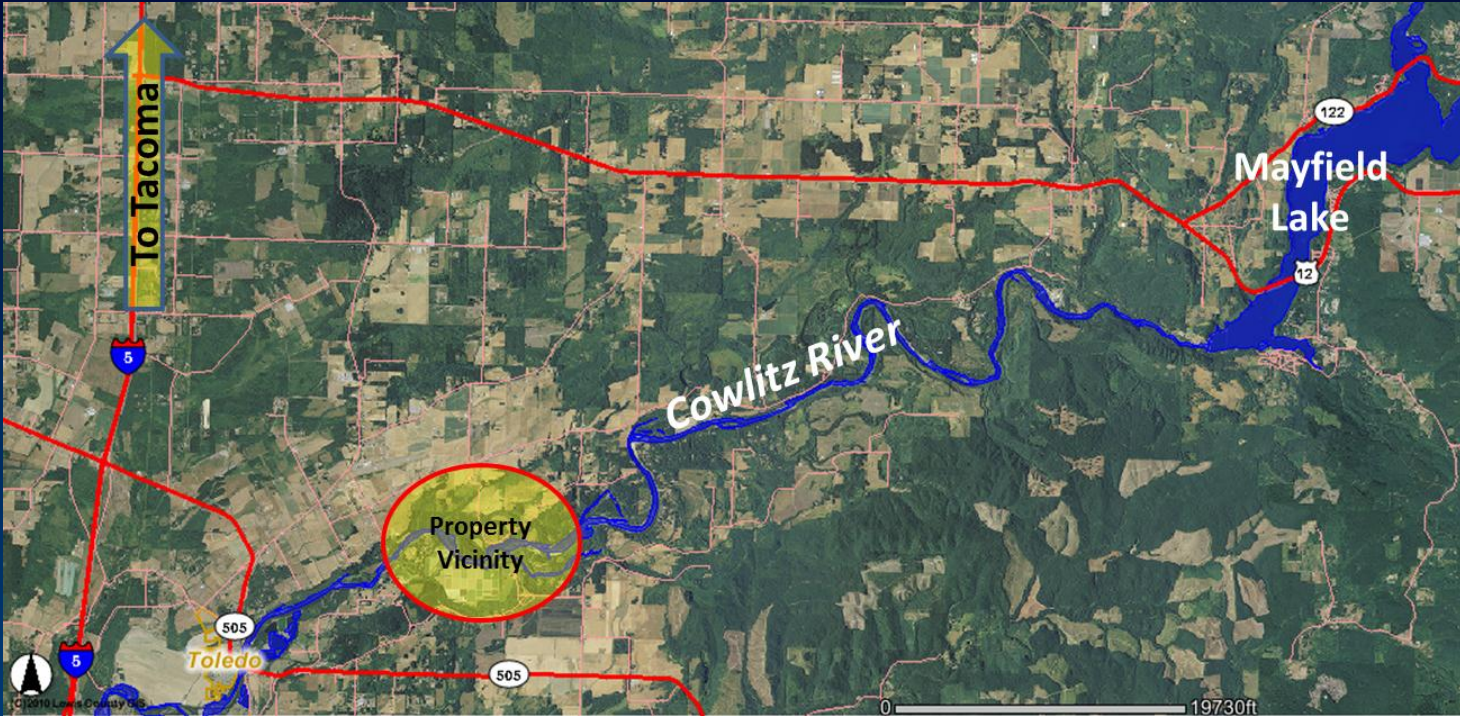 To Tacoma
122
Mayfield
Lake
12
5
Cowlitz River
Property
Vicinity
505
5
Toledo
505
(C)2010 Lewis County GIS
0
19730ft